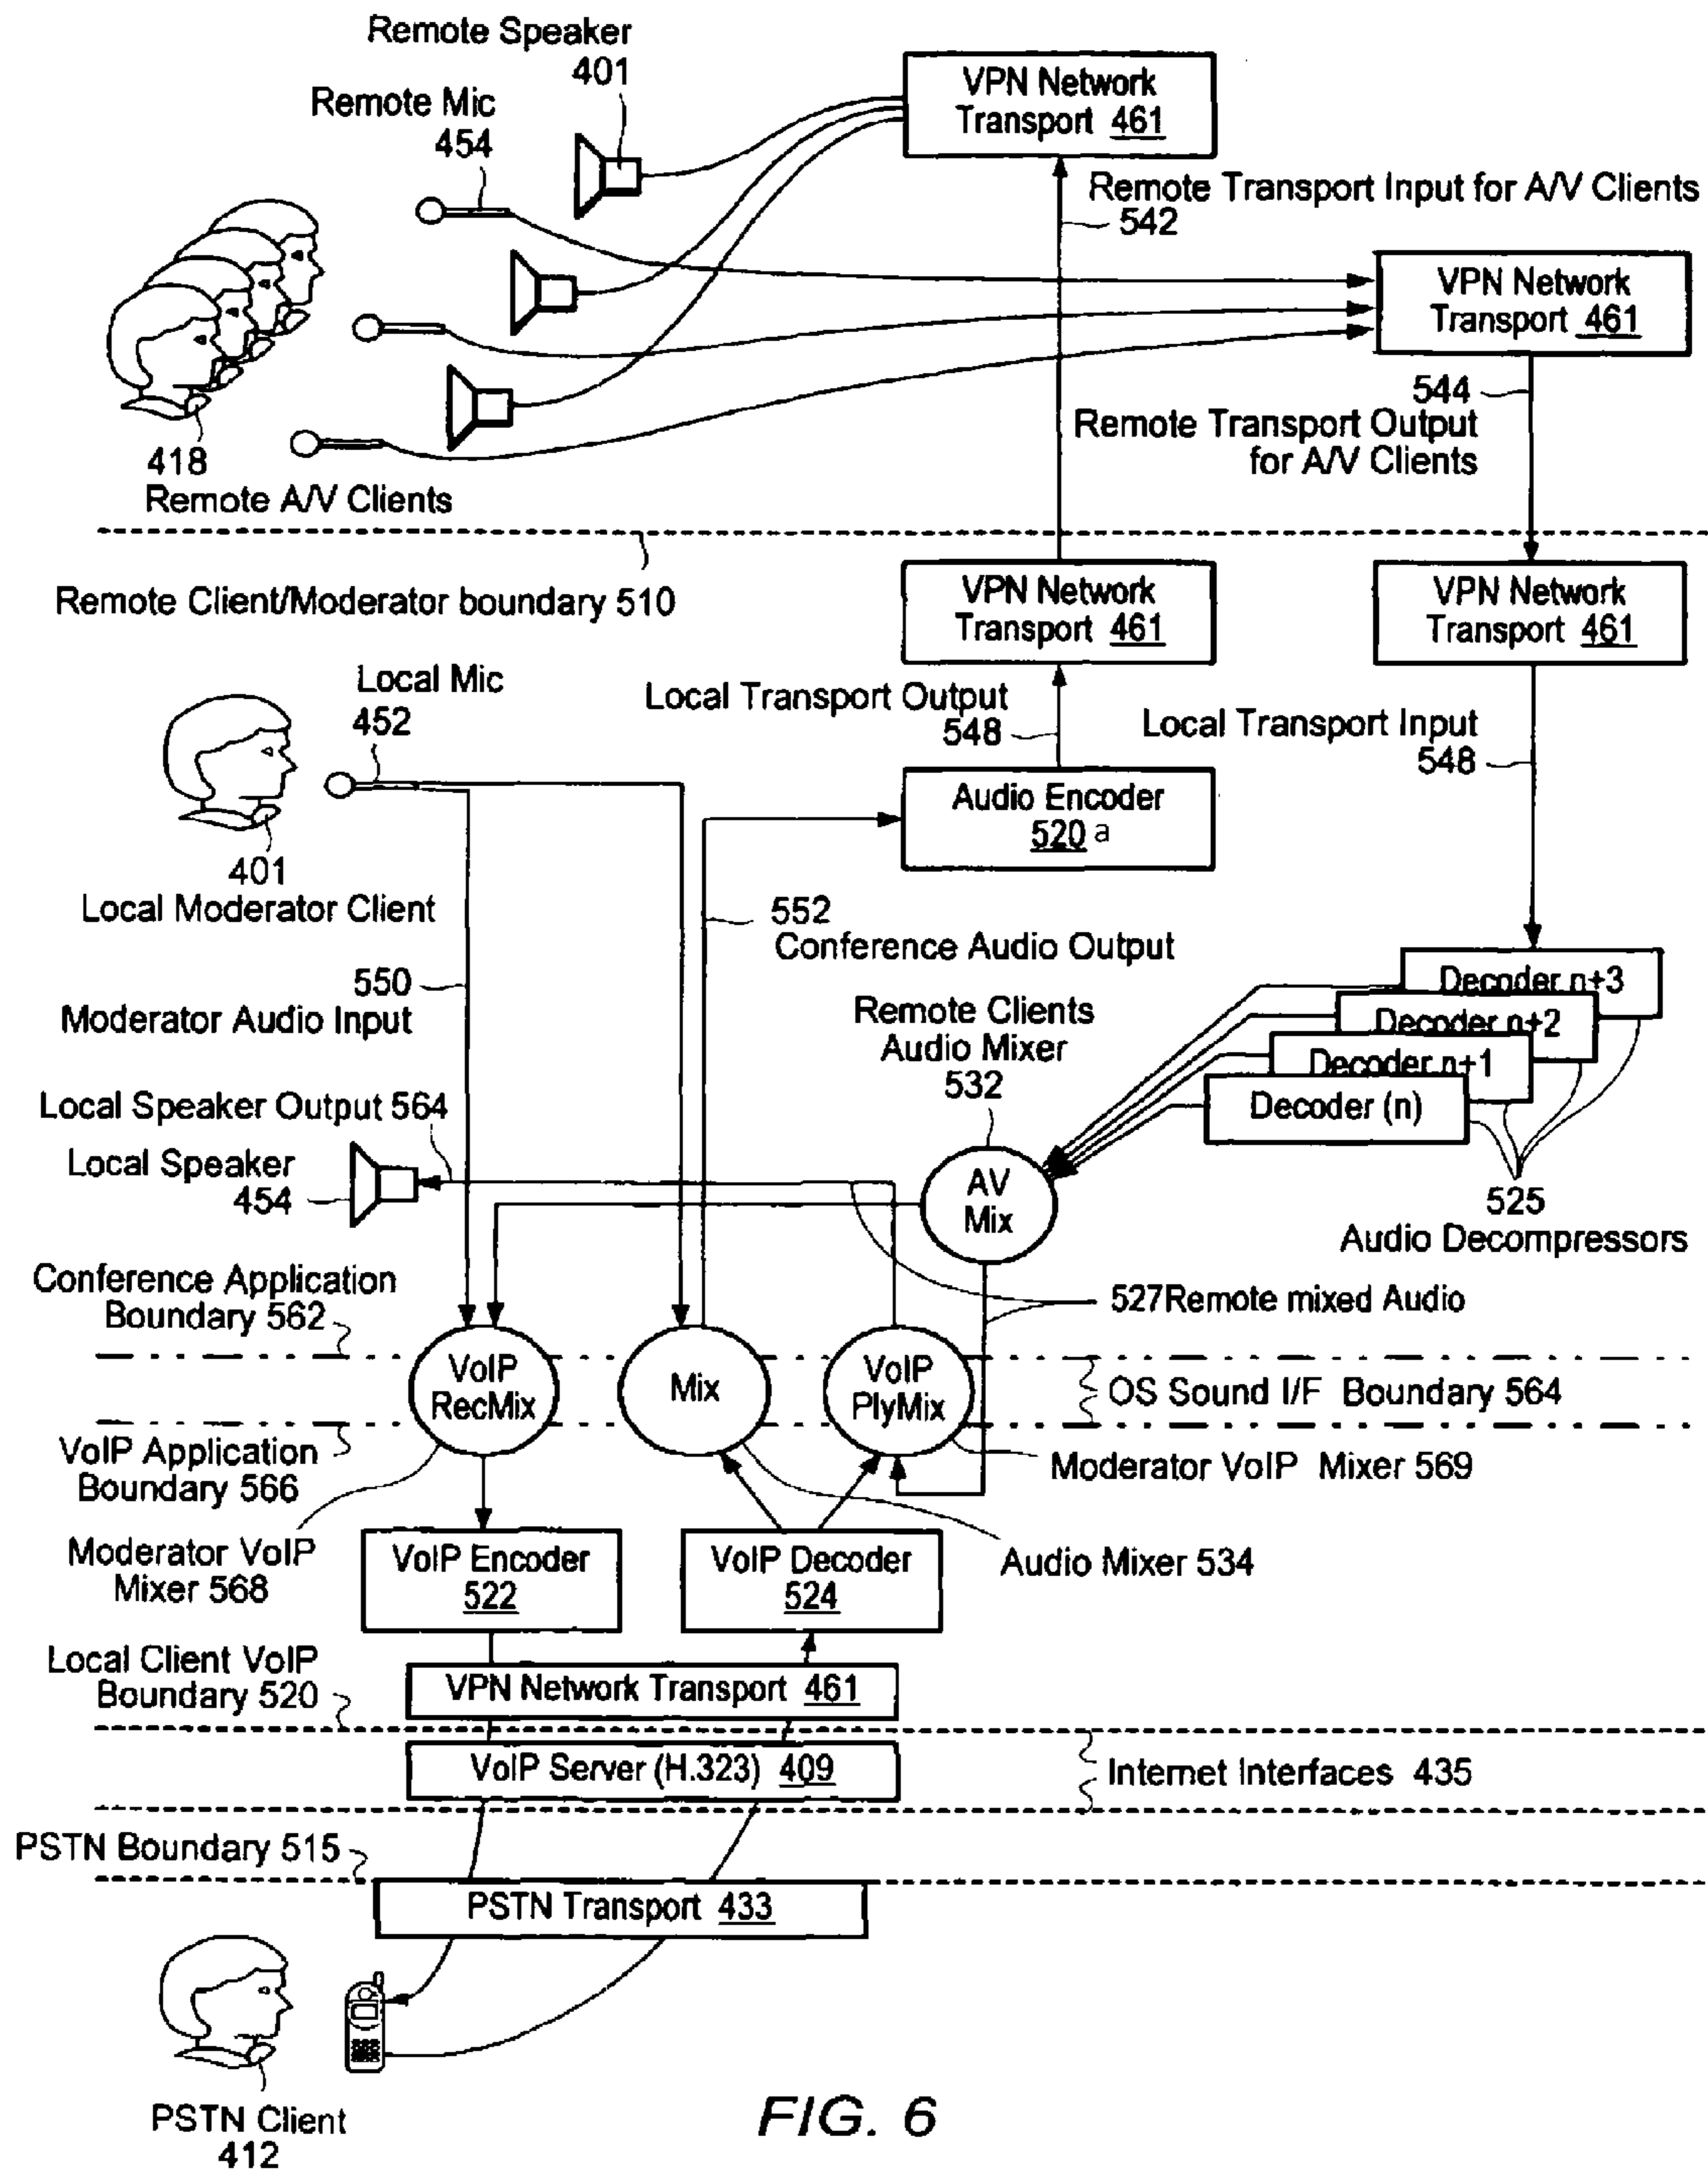 Remote Speaker
401
Remote Mic
454
VPN Network
Transport 461
Remote Transport Input for A/V Clients
542
VPN Network
Transport 461
544
Remote Transport Output
for A/V Clients
418
Remote A/V Clients
Remote Client/Moderator boundary 510
VPN Network
Transport 461
VPN Network
Transport 461
Local Mic
452
Local Transport Output
548
Local Transport Input
548
Audio Encoder
520 a
401
Local Moderator Client
552
Conference Audio Output
550
Moderator Audio Input
Decoder n+3
Decoder n+2
Decoder n+1
Decoder (n)
Remote Clients
Audio Mixer
532
Local Speaker Output 564
Local Speaker
454
AV
Mix
525
Audio Decompressors
Conference Application
Boundary 562
527Remote mixed Audio
VoIP
RecMix
Mix
VoIP
PlyMix
OS Sound I/F Boundary 564
VoIP Application
Boundary 566
Moderator VoIP Mixer 569
Moderator VoIP
Mixer 568
VoIP Encoder
522
VoIP Decoder
524
Audio Mixer 534
Local Client VoIP
Boundary 520
VPN Network Transport 461
VoIP Server (H.323) 409
Internet Interfaces 435
PSTN Boundary 515
PSTN Transport 433
PSTN Client
412
FIG. 6